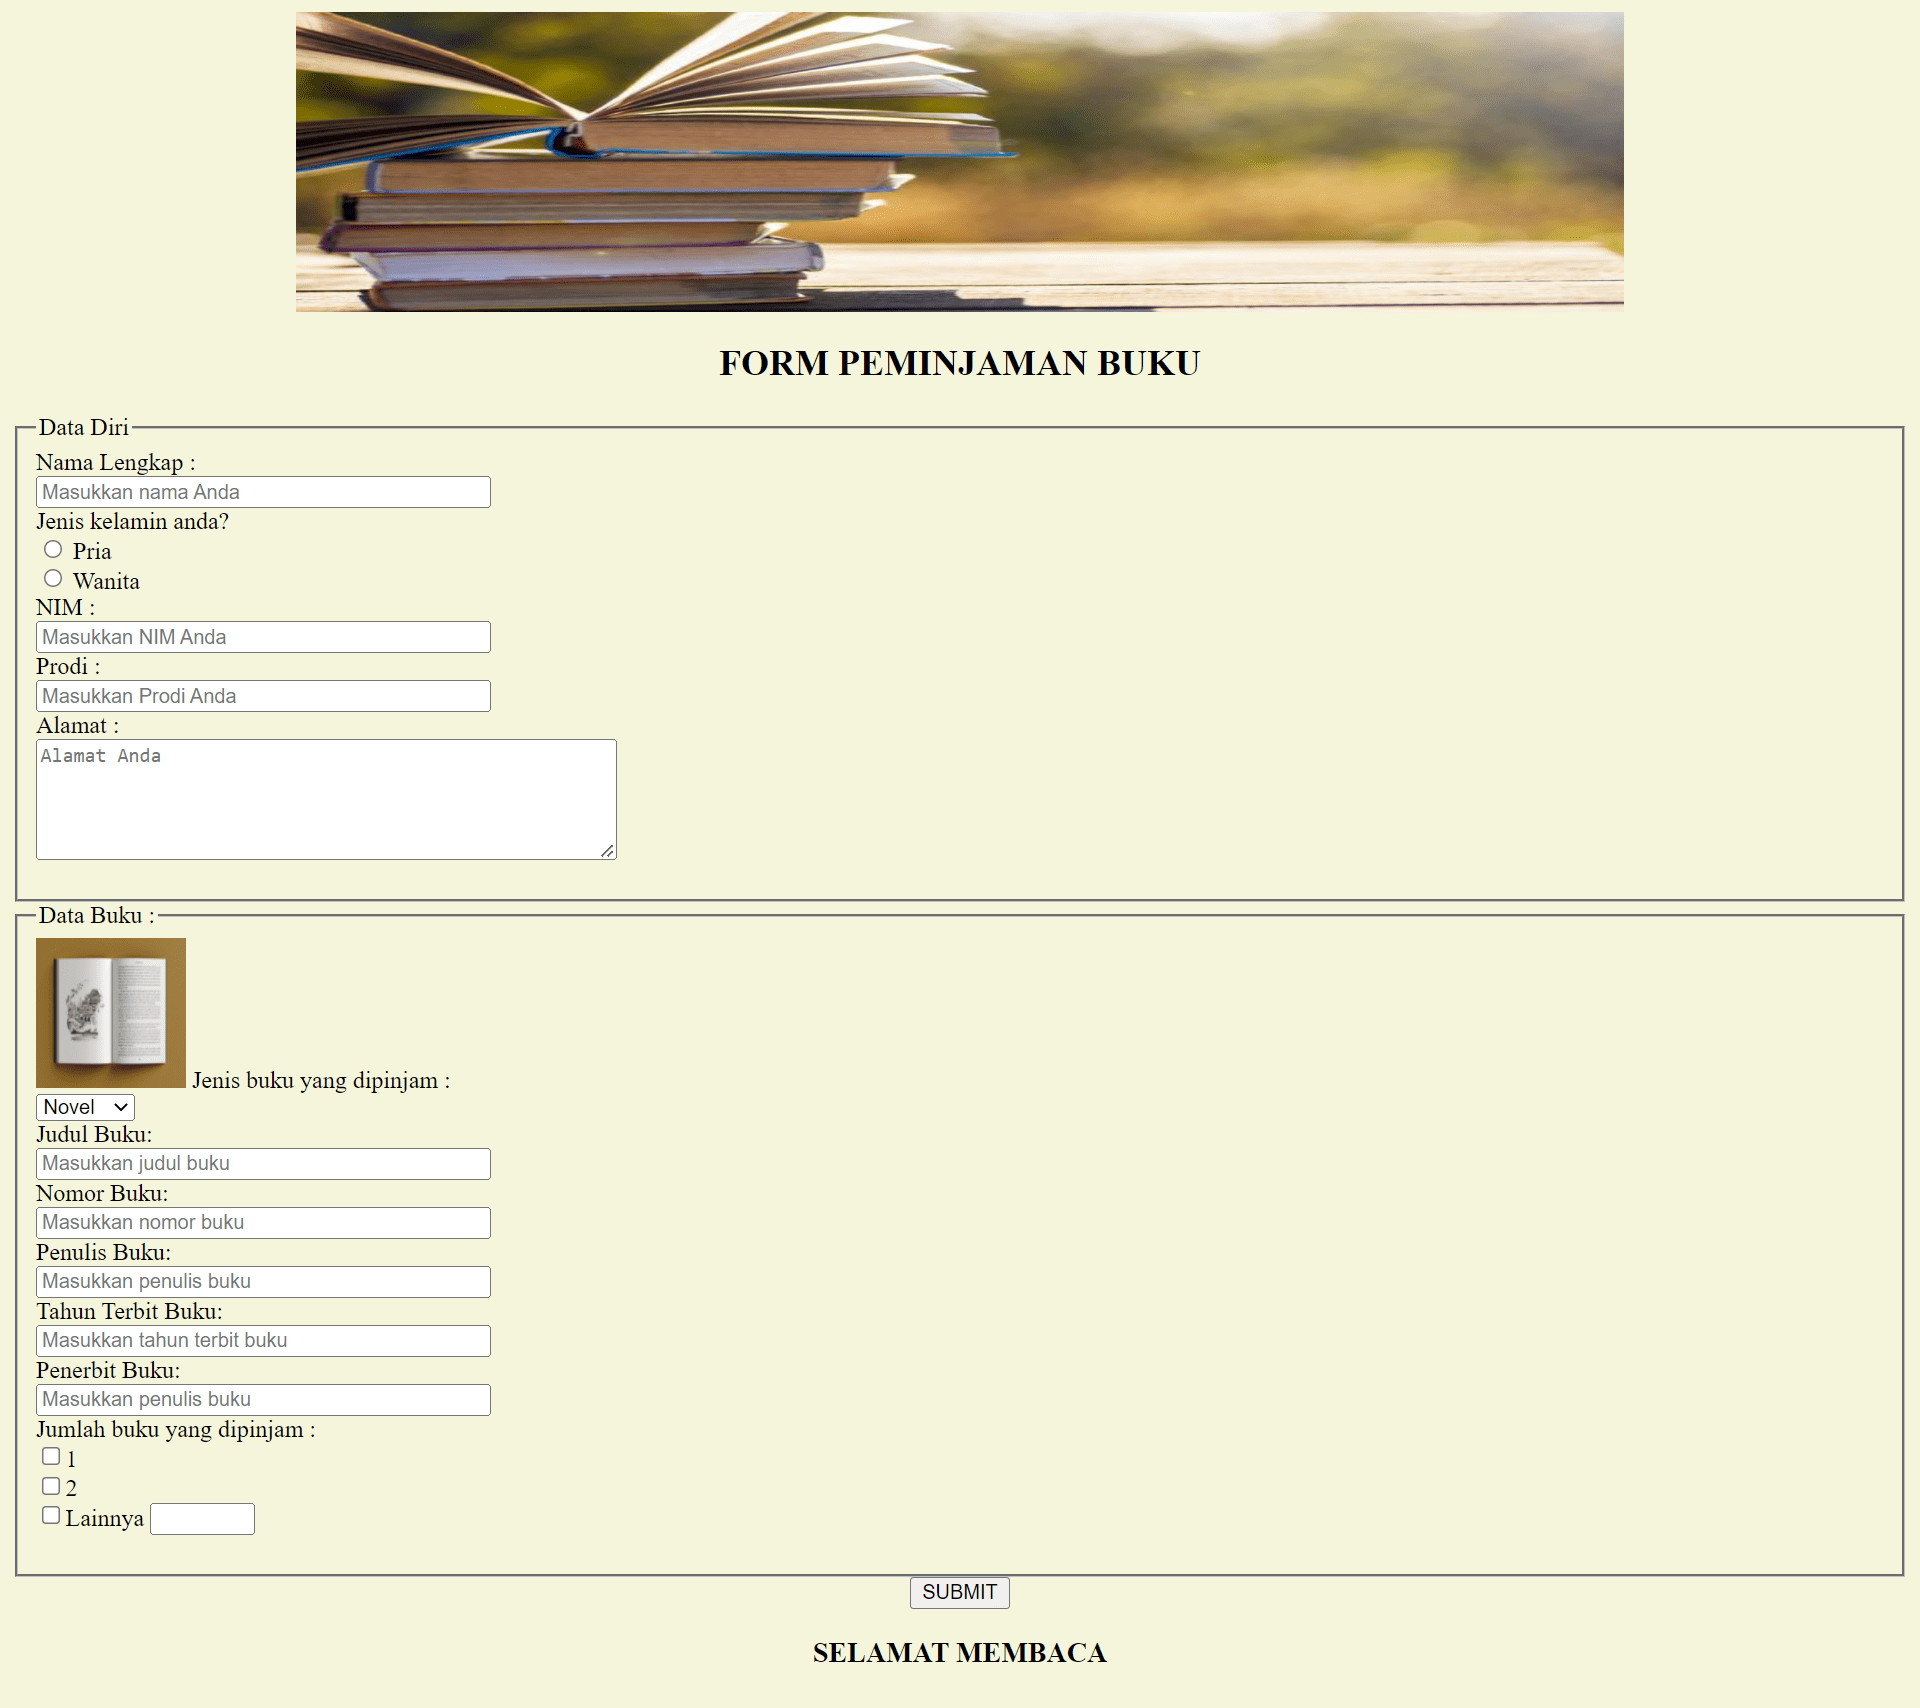 FORM PEMINJAMAN BUKU
Data Diri
Nama Lengkap :
Masukkan nama Anda
Jenis kelamin anda?
Pria
Wanita
NIM :
Masukkan NIM Anda
Prodi :
Masukkan Prodi Anda
Alamat :
Alamat Anda
Data Buku :
Jenis buku yang dipinjam :
Novel
Judul Buku:
Masukkan judul buku
Nomor Buku:
Masukkan nomor buku
Penulis Buku:
Masukkan penulis buku
Tahun Terbit Buku:
Masukkan tahun terbit buku
Penerbit Buku:
Masukkan penulis buku
Jumlah buku yang dipinjam :
1
2
Lainnya
SUBMIT
SELAMAT MEMBACA